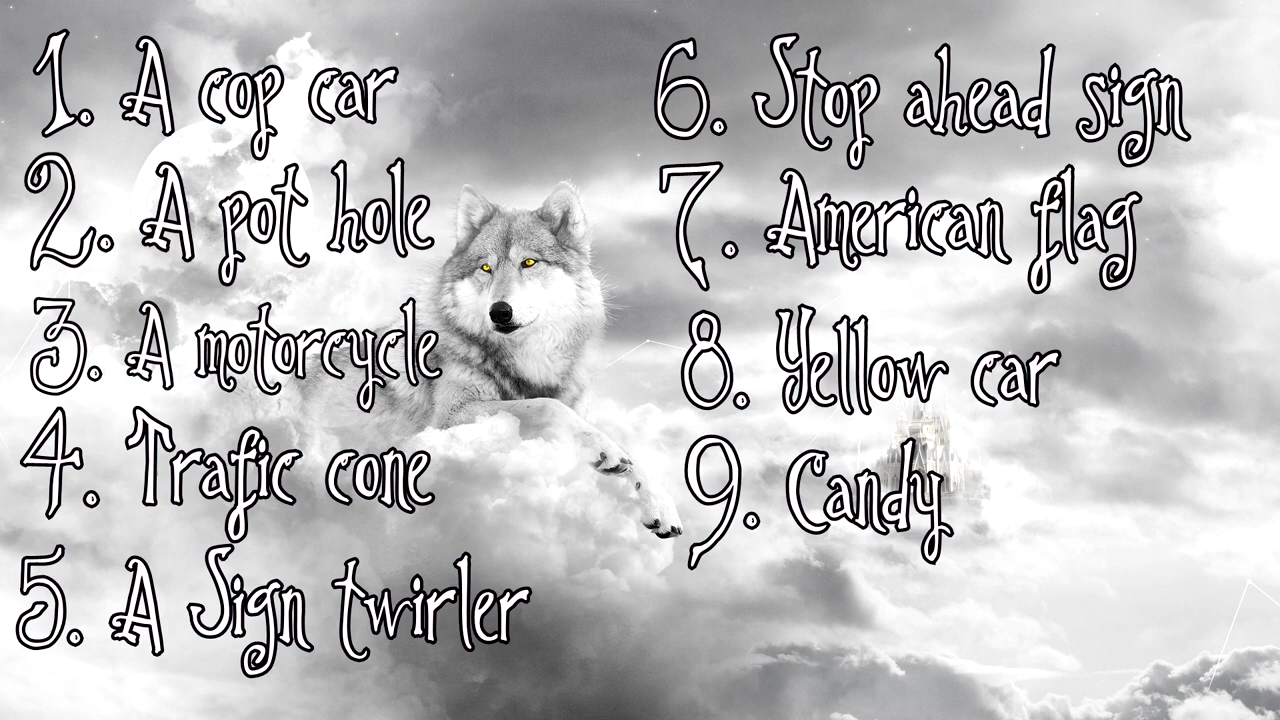 1. A cop car
2. A pot hole
3. A motorcycle
4. Trafic cone
5. A Sign twirler
6. Stop ahead sign
7. American flag
8. Yellow car
9. Candy